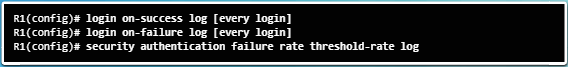 R1(config)# login on-success log [every login]
R1(config)# login on-failure log [every login]
R1(config)# security authentication failure rate threshold-rate log